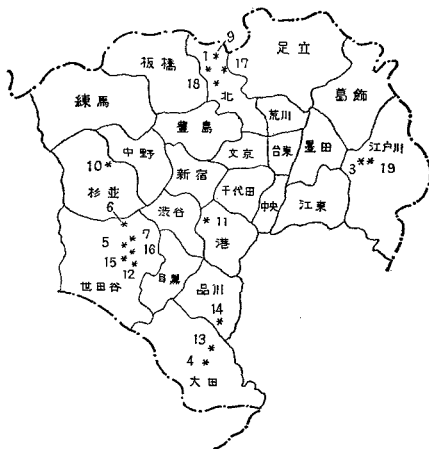 9
足立
板橋
1
17
18
北
葛飾
練馬
荒川
豊島
中野
文京
台東
墨田
江戸川
10
新宿
3
19
杉並
千代田
6
渋谷
中央
江東
11
7
港
5
16
15
目黒
12
品川
世田谷
14
13
4
大田